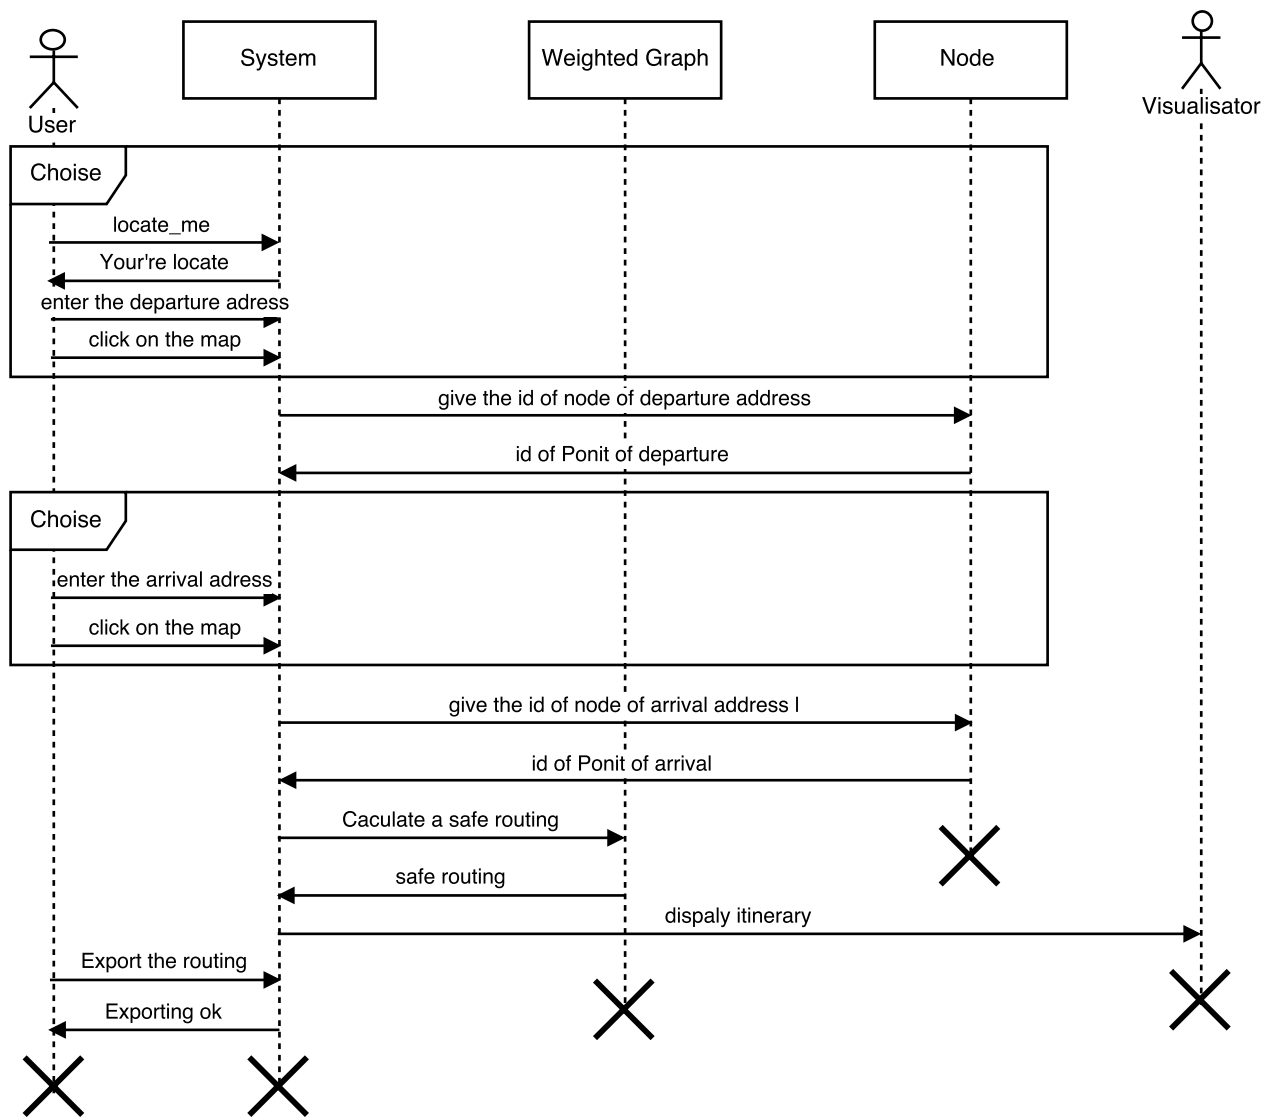 User
System
Weighted Graph
Node
Visualisator
Choise
locate_me
Your're locate
enter the departure adress
click on the map
give the id of node of departure address
id of Ponit of departure
Choise
enter the arrival adress
click on the map
give the id of node of arrival address l
id of Ponit of arrival
Caculate a safe routing
safe routing
dispaly itinerary
Export the routing
Exporting ok